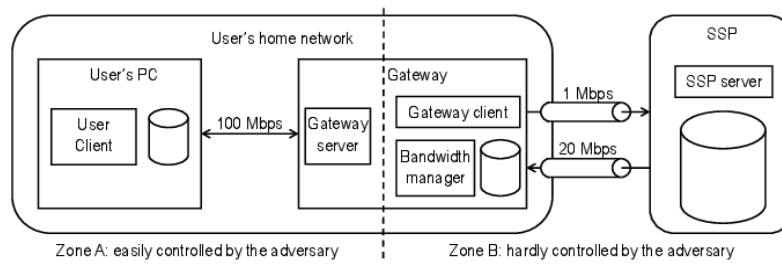 User's home network
SSP
User's PC
Gateway
SSP server
User
Client
100 Mbps
Gateway
server
Gateway client
Bandwidth
manager
1 Mbps
20 Mbps
Zone A: easily controlled by the adversary
Zone B: hardly controlled by the adversary